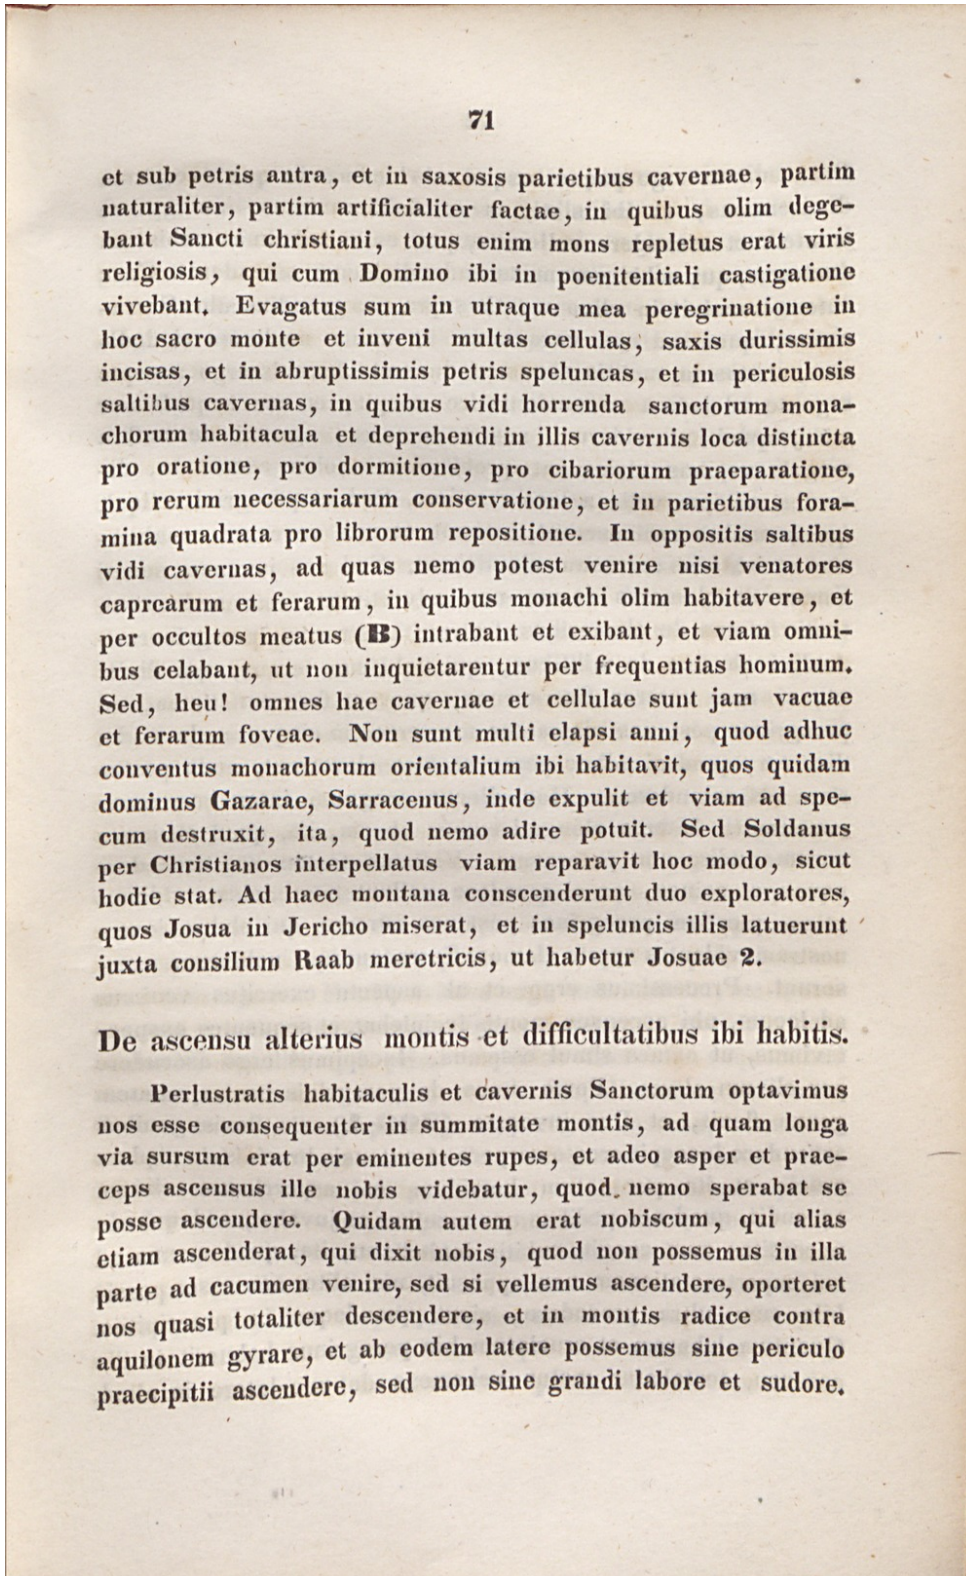 71
et sub petris antra, et in saxosis parietibus cavernae, partim
naturaliter, partim artificialiter factae, in quibus olim dege-
bant Sancti christiani, totus enim mons repletus erat viris
religiosis, qui cum Domino ibi in poenitentiali castigatione
vivebant. Evagatus sum in utraque mea peregrinatione in
hoc sacro monte et inveni multas cellulas, saxis durissimis
incisas, et in abruptissimis petris speluncas, et in periculosis
saltibus cavernas, in quibus vidi horrenda sanctorum mona-
chorum habitacula et deprehendi in illis cavernis loca distincta
pro oratione, pro dormitione, pro cibariorum praeparatione,
pro rerum necessariarum conservatione, et in parietibus fora-
mina quadrata pro librorum repositione. In oppositis saltibus
vidi cavernas, ad quas nemo potest venire nisi venatores
caprearum et ferarum, in quibus monachi olim habitavere, et
per occultos meatus (B) intrabant et exibant, et viam omni-
bus celabant, ut non inquietarentur per frequentias hominum.
Sed, heu! omnes hae cavernae et cellulae sunt jam vacuae
et ferarum foveae. Non sunt multi elapsi anni, quod adhuc
conventus monachorum orientalium ibi habitavit, quos quidam
dominus Gazarae, Sarracenus, inde expulit et viam ad spe-
cum destruxit, ita, quod nemo adire potuit. Sed Soldanus
per Christianos interpellatus viam reparavit hoc modo, sicut
hodie stat. Ad haec montana conscenderunt duo exploratores,
quos Josua in Jericho miserat, et in speluncis illis latuerunt
juxta consilium Raab meretricis, ut habetur Josuae 2.
De ascensu alterius montis et difficultatibus ibi habitis.
Perlustratis habitaculis et cavernis Sanctorum optavimus
nos esse consequenter in summitate montis, ad quam longa
via sursum erat per eminentes rupes, et adeo asper et prae-
ceps ascensus ille nobis videbatur, quod nemo sperabat se
posse ascendere. Quidam autem erat nobiscum, qui alias
etiam ascenderat, qui dixit nobis, quod non possemus in illa
parte ad cacumen venire, sed si vellemus ascendere, oporteret
nos quasi totaliter descendere, et in montis radice contra
aquilonem gyrare, et ab eodem latere possemus sine periculo
praecipitii ascendere, sed non sine grandi labore et sudore.